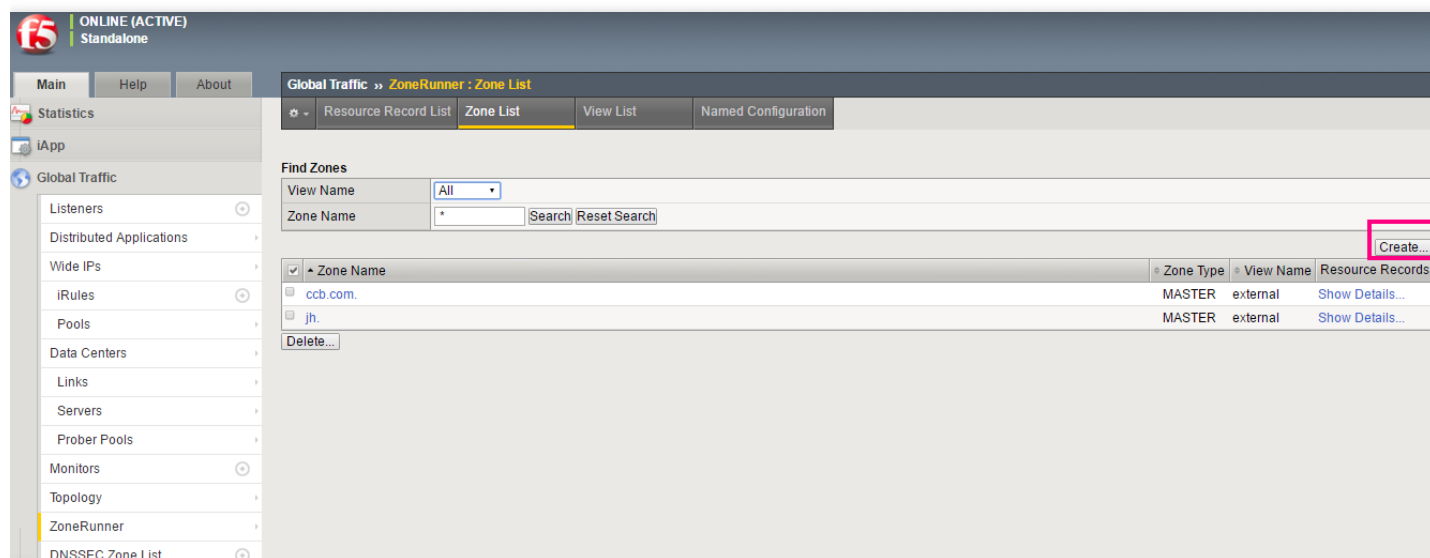 f5
ONLINE (ACTIVE)
Standalone
Main Help About
Statistics
iApp
Global Traffic
Listeners
Distributed Applications
Wide IPs
iRules
Pools
Data Centers
Links
Servers
Prober Pools
Monitors
Topology
ZoneRunner
DNSSEC Zone List
Global Traffic ›› ZoneRunner : Zone List
Resource Record List Zone List View List Named Configuration
Find Zones
View Name All
Zone Name * Search Reset Search
Create...
Zone Name Zone Type View Name Resource Records
ccb.com. MASTER external Show Details...
jh. MASTER external Show Details...
Delete...